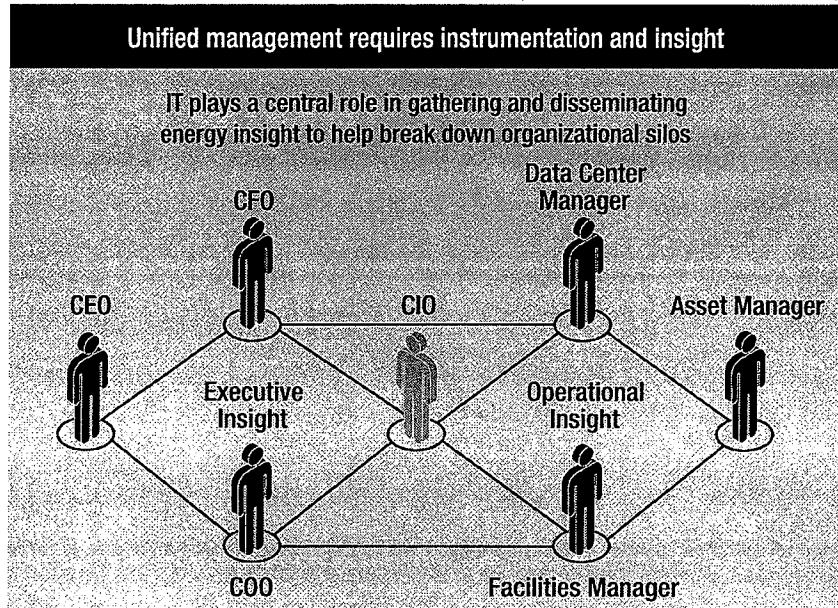 Unified management requires instrumentation and insight
IT plays a central role in gathering and disseminating
energy insight to help break down organizational silos
CFO
Data Center
Manager
CEO
CIO
Asset Manager
Executive
Insight
Operational
Insight
COO
Facilities Manager